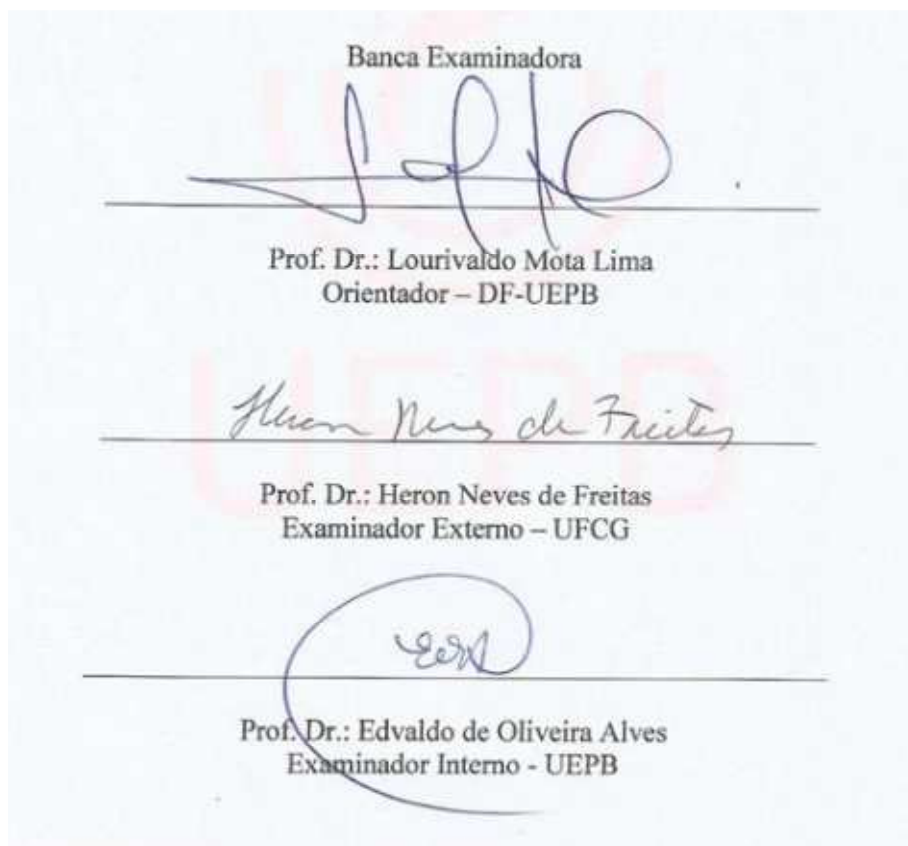 Banca Examinadora
Prof. Dr.: Lourivaldo Mota Lima
Orientador – DF-UEPB
UEPB
Heron Neves de Freitas
Prof. Dr.: Heron Neves de Freitas
Examinador Externo – UFCG
Prof. Dr.: Edvaldo de Oliveira Alves
Examinador Interno - UEPB